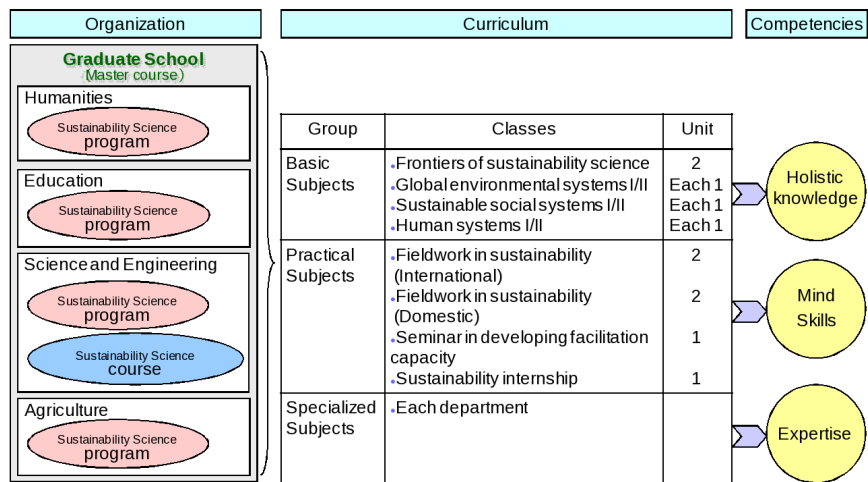 Organization
Curriculum
Competencies
Graduate School
(Master course)
Humanities
Sustainability Science
program
Education
Sustainability Science
program
Science and Engineering
Sustainability Science
program
Sustainability Science
course
Agriculture
Sustainability Science
program
Group Classes Unit
Basic
Subjects
•Frontiers of sustainability science 2
•Global environmental systems I/II Each 1
•Sustainable social systems I/II Each 1
•Human systems I/II Each 1
Practical
Subjects
•Fieldwork in sustainability 2
(International)
•Fieldwork in sustainability 2
(Domestic)
•Seminar in developing facilitation 1
capacity
•Sustainability internship 1
Specialized
Subjects
•Each department
Holistic
knowledge
Mind
Skills
Expertise